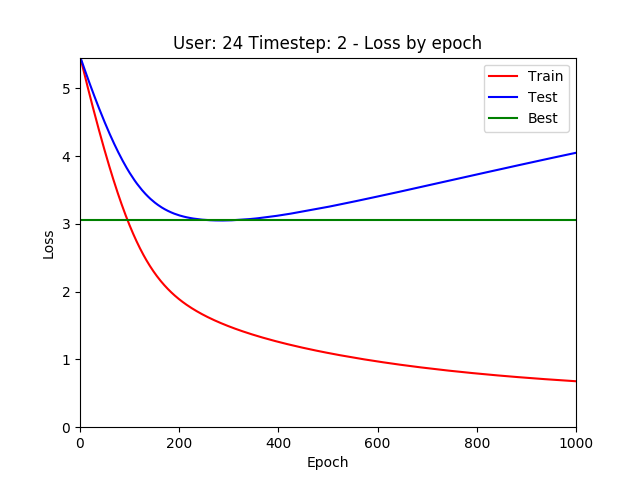 User: 24 Timestep: 2 - Loss by epoch
Train
Test
Best
Loss
5
4
3
2
1
0
0 200 400 600 800 1000
Epoch